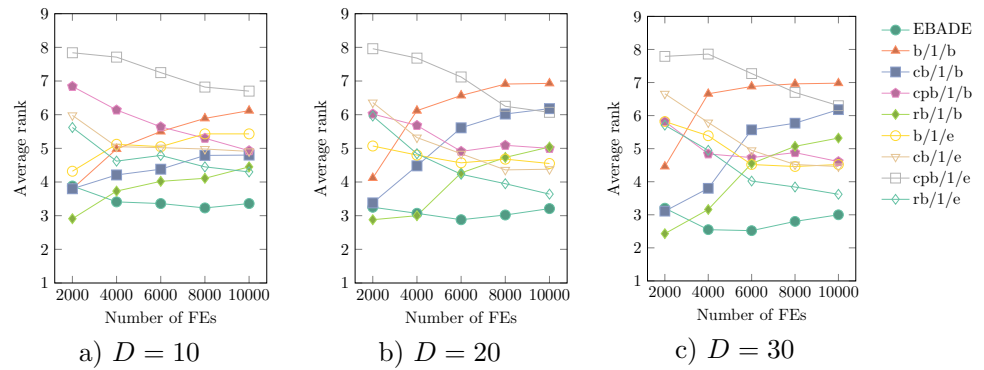 9
8
7
6
5
4
3
2
1
Average rank
2000 4000 6000 8000 10000
Number of FEs
a) D = 10
9
8
7
6
5
4
3
2
1
Average rank
2000 4000 6000 8000 10000
Number of FEs
b) D = 20
9
8
7
6
5
4
3
2
1
Average rank
2000 4000 6000 8000 10000
Number of FEs
c) D = 30
EBADE
b/1/b
cb/1/b
cpb/1/b
rb/1/b
b/1/e
cb/1/e
cpb/1/e
rb/1/e